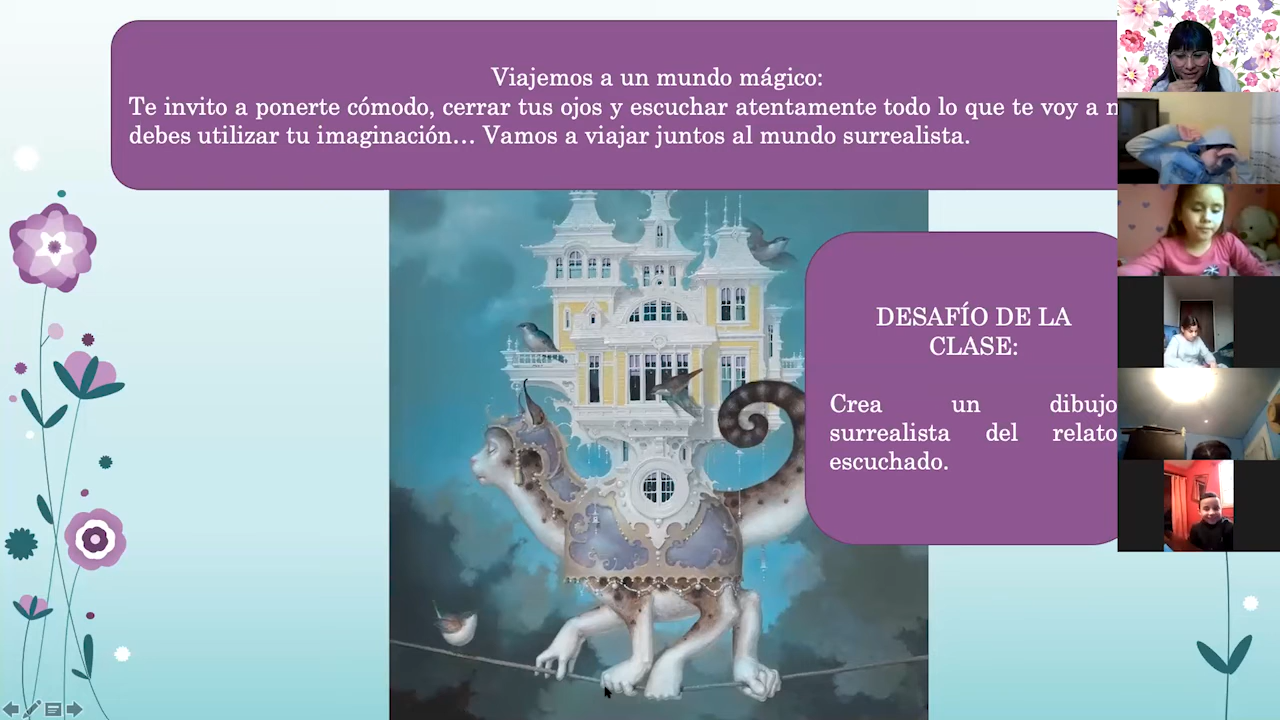 Viajemos a un mundo mágico:
Te invito a ponerte cómodo, cerrar tus ojos y escuchar atentamente todo lo que te voy a
debes utilizar tu imaginación… Vamos a viajar juntos al mundo surrealista.
DESAFÍO DE LA
CLASE:
Crea un dibujo
surrealista del relato
escuchado.